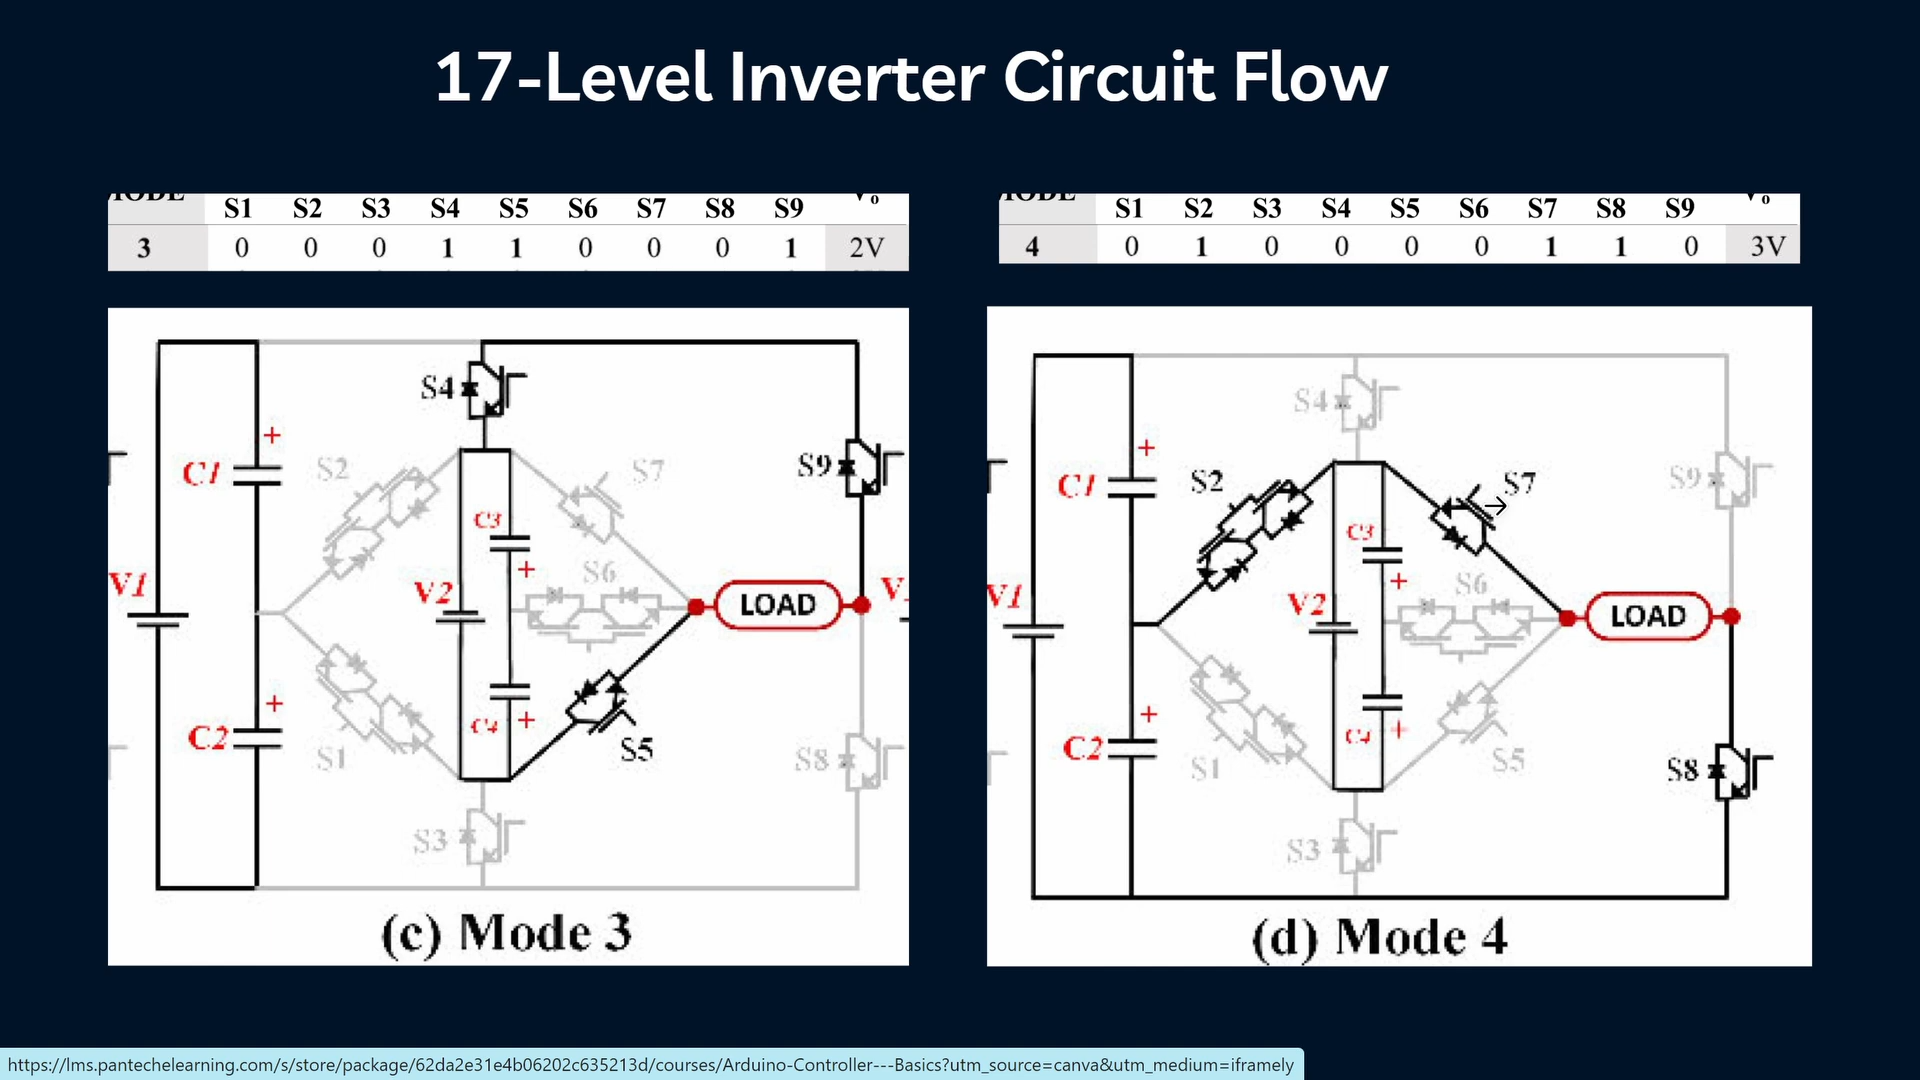 17-Level Inverter Circuit Flow
MODE S1 S2 S3 S4 S5 S6 S7 S8 S9 Vo
3 0 0 0 1 1 0 0 0 1 2V
MODE S1 S2 S3 S4 S5 S6 S7 S8 S9 Vo
4 0 1 0 0 0 0 1 1 0 3V
S4
C1 +
S2
S7
S9
C3
+
V1
V2
S6
LOAD
V
C2 +
S1
C4 +
S5
S8
S3
(c) Mode 3
S4
C1 +
S2
S7
S9
C3
+
V1
V2
S6
LOAD
C2 +
S1
C4 +
S5
S8
S3
(d) Mode 4
https://lms.pantechelearning.com/s/store/package/62da2e31e4b06202c635213d/courses/Arduino-Controller---Basics?utm_source=canva&utm_medium=iframely